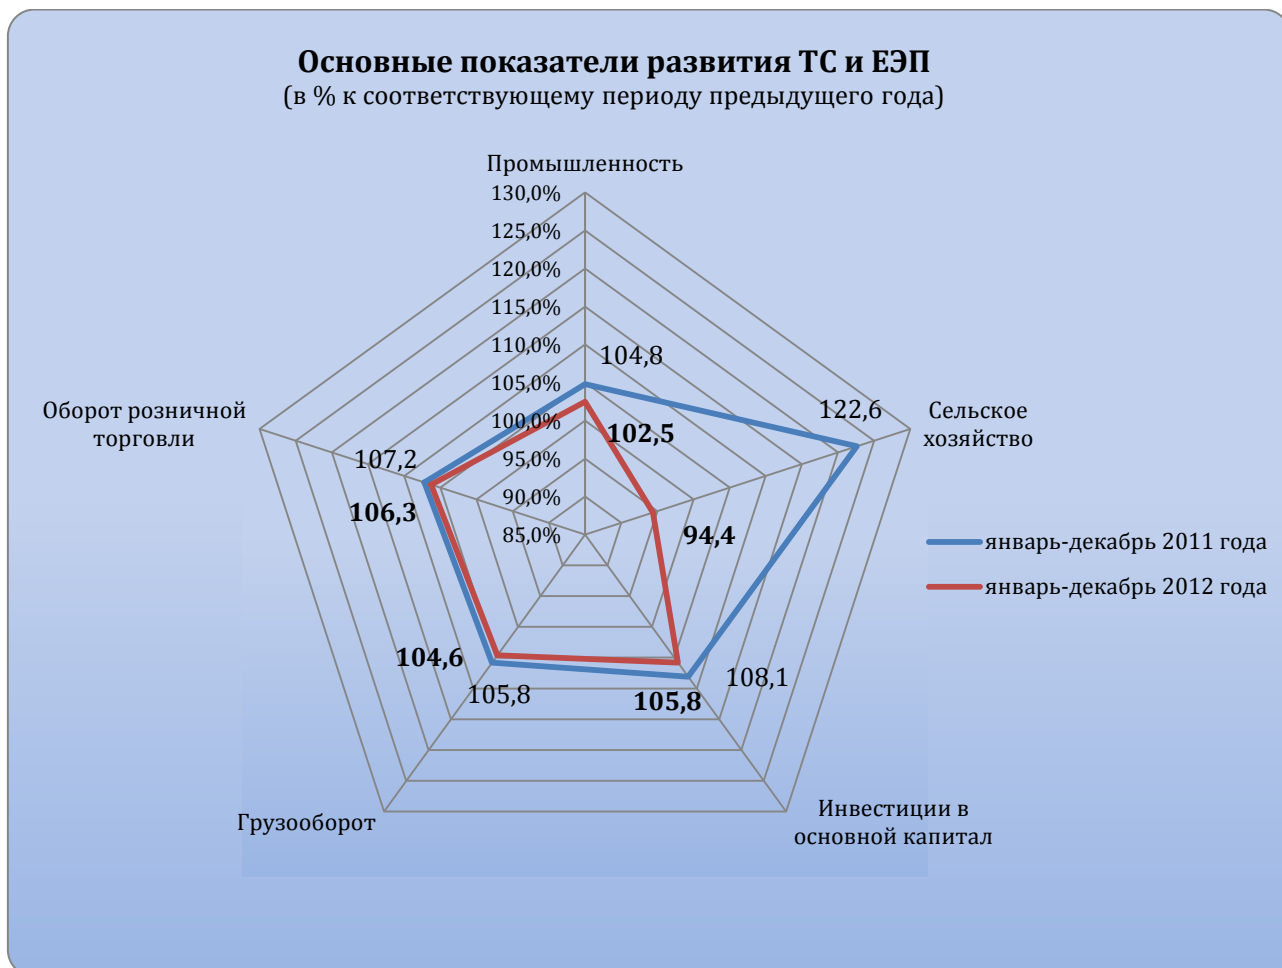 Основные показатели развития ТС и ЕЭП
(в % к соответствующему периоду предыдущего года)
Промышленность
130,0%
125,0%
120,0%
115,0%
110,0%
104,8
105,0%
122,6
Сельское
хозяйство
Оборот розничной
торговли
100,0%
102,5
107,2
95,0%
106,3
90,0%
85,0%
94,4
январь-декабрь 2011 года
январь-декабрь 2012 года
104,6
105,8
108,1
105,8
Грузооборот
Инвестиции в
основной капитал